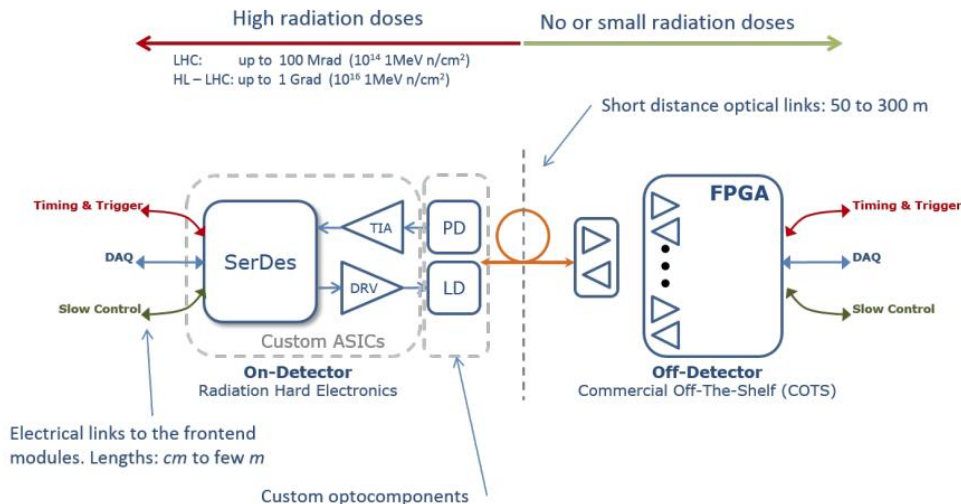 High radiation doses
No or small radiation doses
LHC: up to 100 Mrad (10¹⁴ 1MeV n/cm²)
HL – LHC: up to 1 Grad (10¹⁶ 1MeV n/cm²)
Short distance optical links: 50 to 300 m
FPGA
Timing & Trigger
TIA
PD
Timing & Trigger
DAQ
SerDes
DAQ
DRV
LD
Slow Control
Slow Control
Custom ASICs
On-Detector
Radiation Hard Electronics
Off-Detector
Commercial Off-The-Shelf (COTS)
Electrical links to the frontend
modules. Lengths: cm to few m
Custom optocomponents